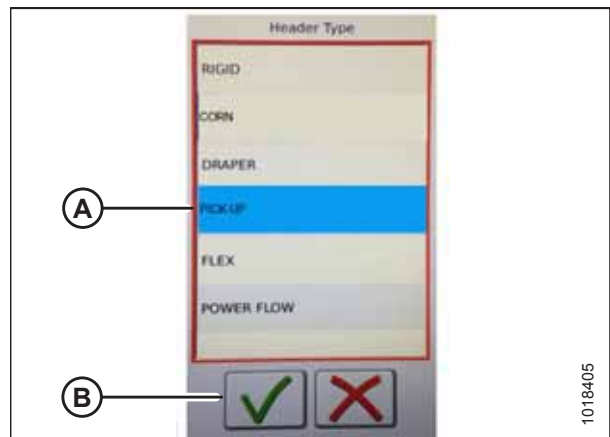 Header Type
RIGID
CORN
DRAPER
A
PICK-UP
FLEX
POWER FLOW
B
1018405